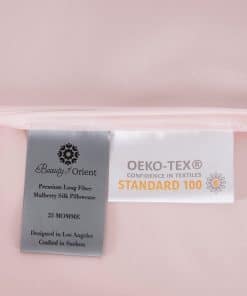 Beauty of Orient
Premium Long Fiber
Mulberry Silk Pillowcase
25 MOMME
Designed in Los Angeles
Crafted in Suzhou
OEKO-TEX®
CONFIDENCE IN TEXTILES
STANDARD 100